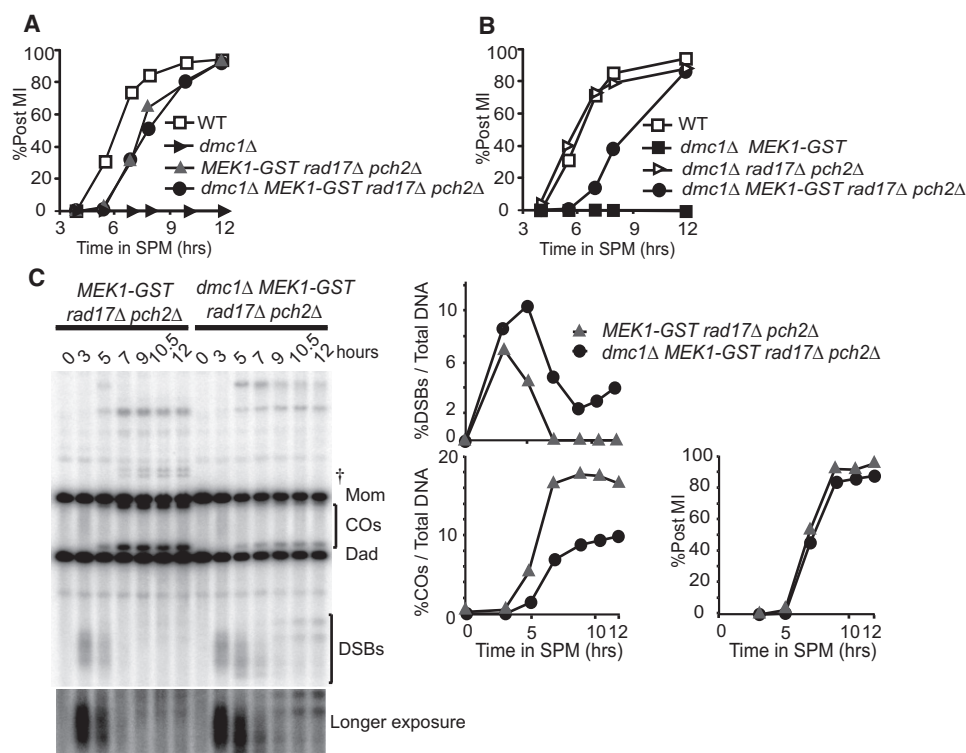 A
100
80
60
40
20
0
3
6
9
12
%Post MI
Time in SPM (hrs)
WT
dmc1Δ
MEK1-GST rad17Δ pch2Δ
dmc1Δ MEK1-GST rad17Δ pch2Δ
B
100
80
60
40
20
0
3
6
9
12
%Post MI
Time in SPM (hrs)
WT
dmc1Δ MEK1-GST
dmc1Δ rad17Δ pch2Δ
dmc1Δ MEK1-GST rad17Δ pch2Δ
C
MEK1-GST
rad17Δ pch2Δ
dmc1Δ MEK1-GST
rad17Δ pch2Δ
0 3 5 7 9 10.5 12 0 3 5 7 9 10.5 12 hours
†
Mom
COs
Dad
DSBs
Longer exposure
%DSBs / Total DNA
10
6
4
2
0
0
5
10
12
MEK1-GST rad17Δ pch2Δ
dmc1Δ MEK1-GST rad17Δ pch2Δ
%COs / Total DNA
20
10
0
0
5
10 12
Time in SPM (hrs)
%Post MI
100
80
60
40
20
0
0
5
10 12
Time in SPM (hrs)